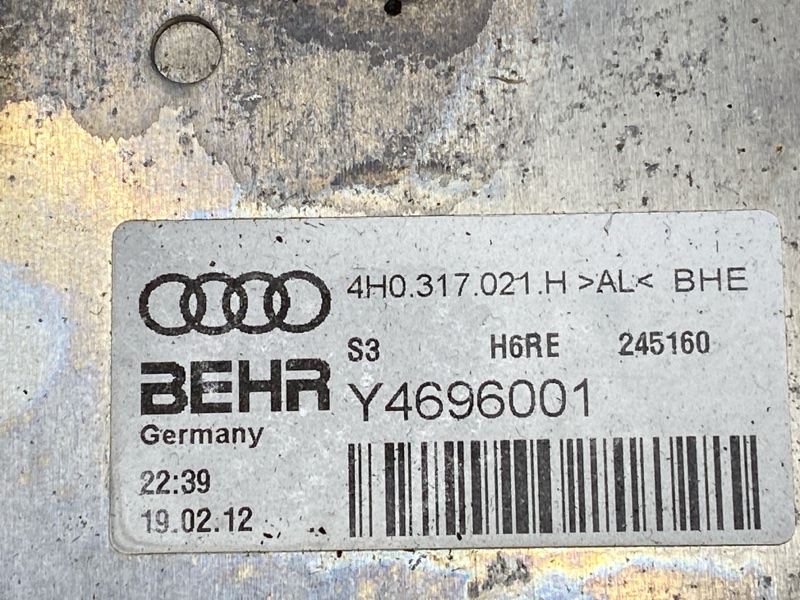 4H0.317.021.H >AL< BHE
S3 H6RE 245160
BEHR Y4696001
Germany
22:39
19.02.12